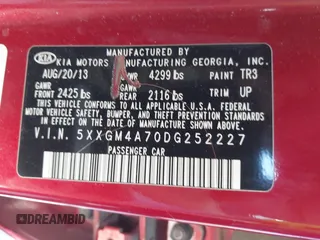 MANUFACTURED BY
KIA KIA MOTORS MANUFACTURING GEORGIA, INC.
AUG/20/13 4299 lbs PAINT TR3
GAWR FRONT 2425 lbs GAWR REAR 2116 lbs TRIM UP
THIS VEHICLE CONFORMS TO ALL APPLICABLE FEDERAL MOTOR VEHICLE SAFETY, BUMPER, AND THEFT PREVENTION STANDARDS IN EFFECT ON THE DATE OF MANUFACTURE SHOWN ABOVE.
V.I.N. 5XXGM4A70DG252227
PASSENGER CAR
DREAMBID